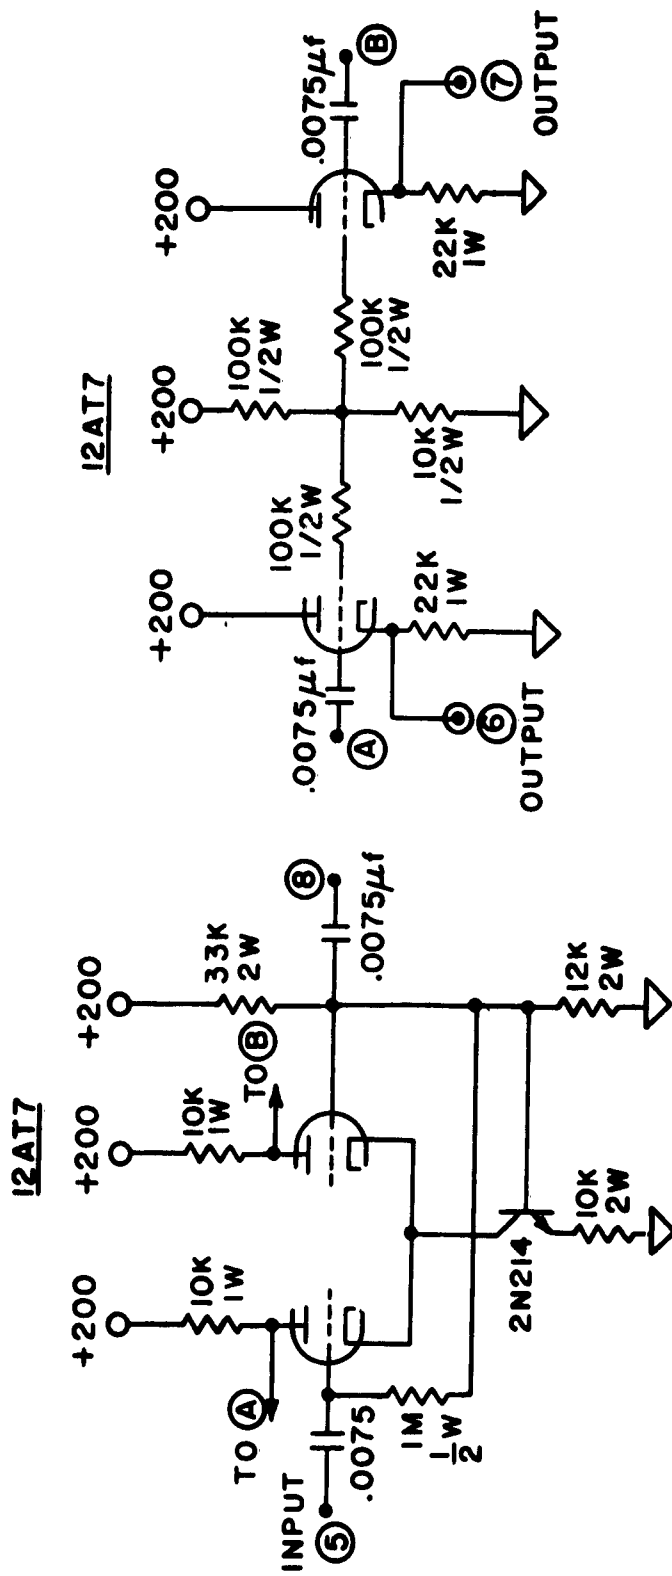 12AT7
+200
+200
+200
10K
1W
10K
1W
33K
2W
TO A
TO B
8
.0075μf
INPUT
5
.0075
1M
1/2 W
2N214
10K
2W
12K
2W
12AT7
+200
+200
+200
100K
1/2W
.0075μf
A
100K
1/2W
100K
1/2W
.0075μf
B
22K
1W
10K
1/2W
22K
1W
6
OUTPUT
7
OUTPUT